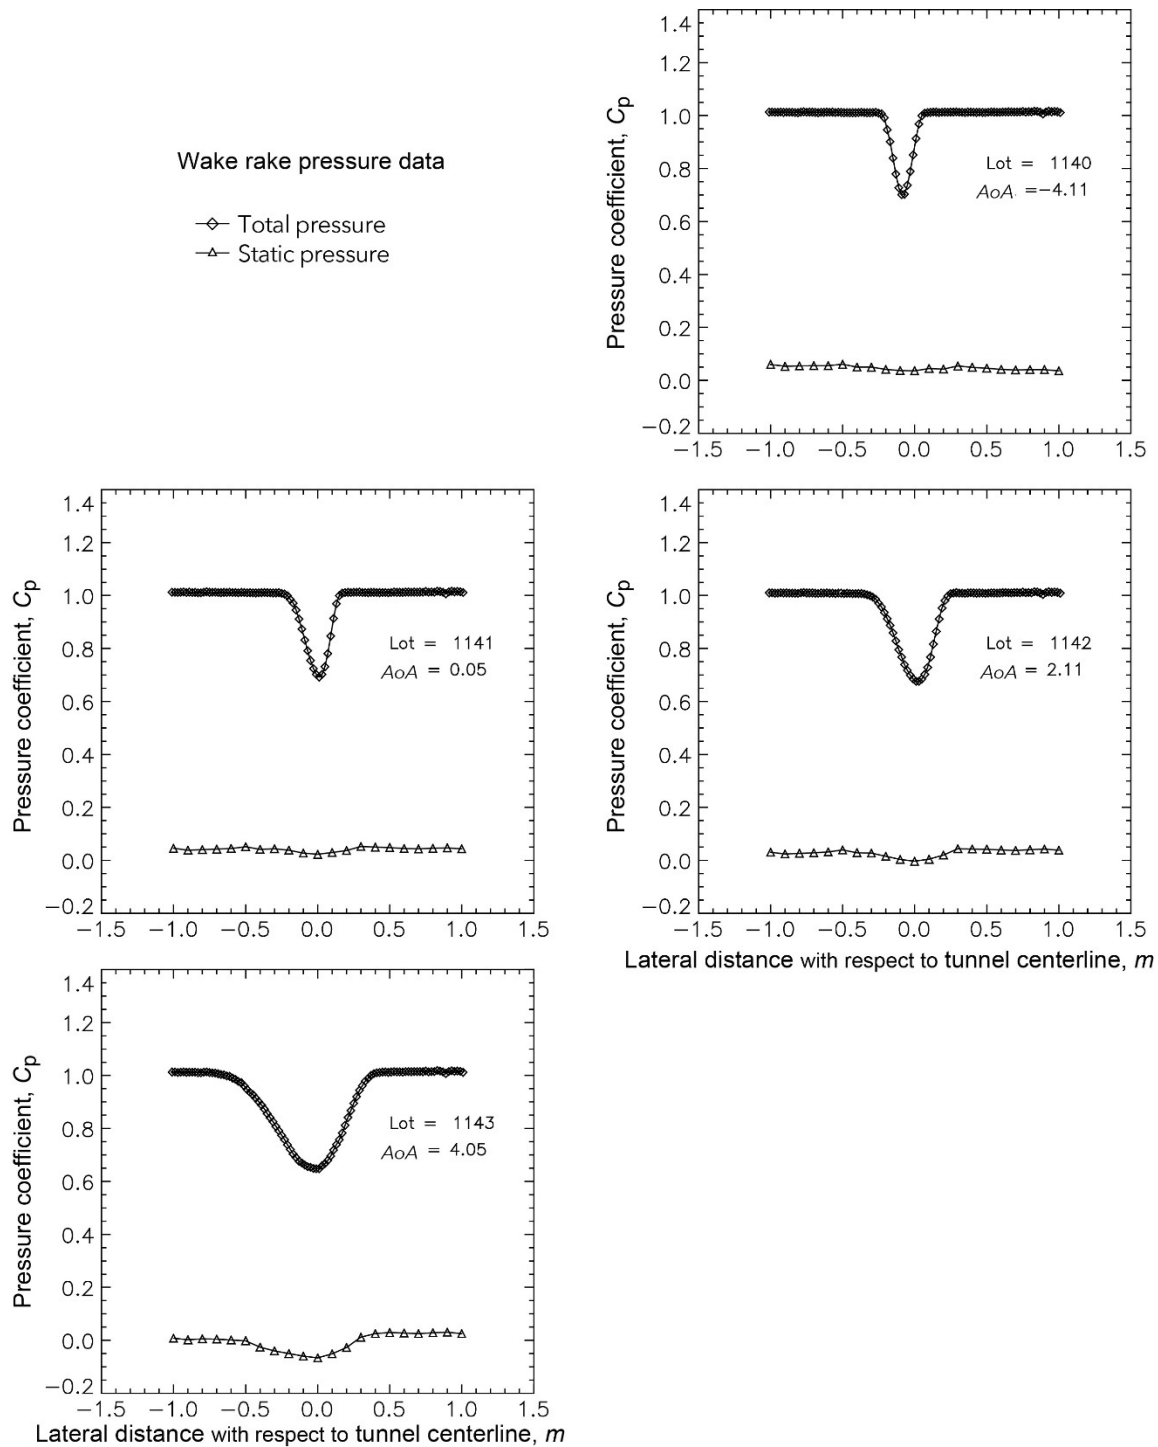 Wake rake pressure data
Total pressure
Static pressure
Pressure coefficient, Cp
1.4
1.2
1.0
0.8
0.6
0.4
0.2
0.0
−0.2
Lot = 1140
AoA. =−4.11
−1.5 −1.0 −0.5 0.0 0.5 1.0 1.5
Pressure coefficient, Cp
1.4
1.2
1.0
0.8
0.6
0.4
0.2
0.0
−0.2
Lot = 1141
AoA = 0.05
−1.5 −1.0 −0.5 0.0 0.5 1.0 1.5
Pressure coefficient, Cp
1.4
1.2
1.0
0.8
0.6
0.4
0.2
0.0
−0.2
Lot = 1142
AoA = 2.11
−1.5 −1.0 −0.5 0.0 0.5 1.0 1.5
Lateral distance with respect to tunnel centerline, m
Pressure coefficient, Cp
1.4
1.2
1.0
0.8
0.6
0.4
0.2
0.0
−0.2
Lot = 1143
AoA = 4.05
−1.5 −1.0 −0.5 0.0 0.5 1.0 1.5
Lateral distance with respect to tunnel centerline, m